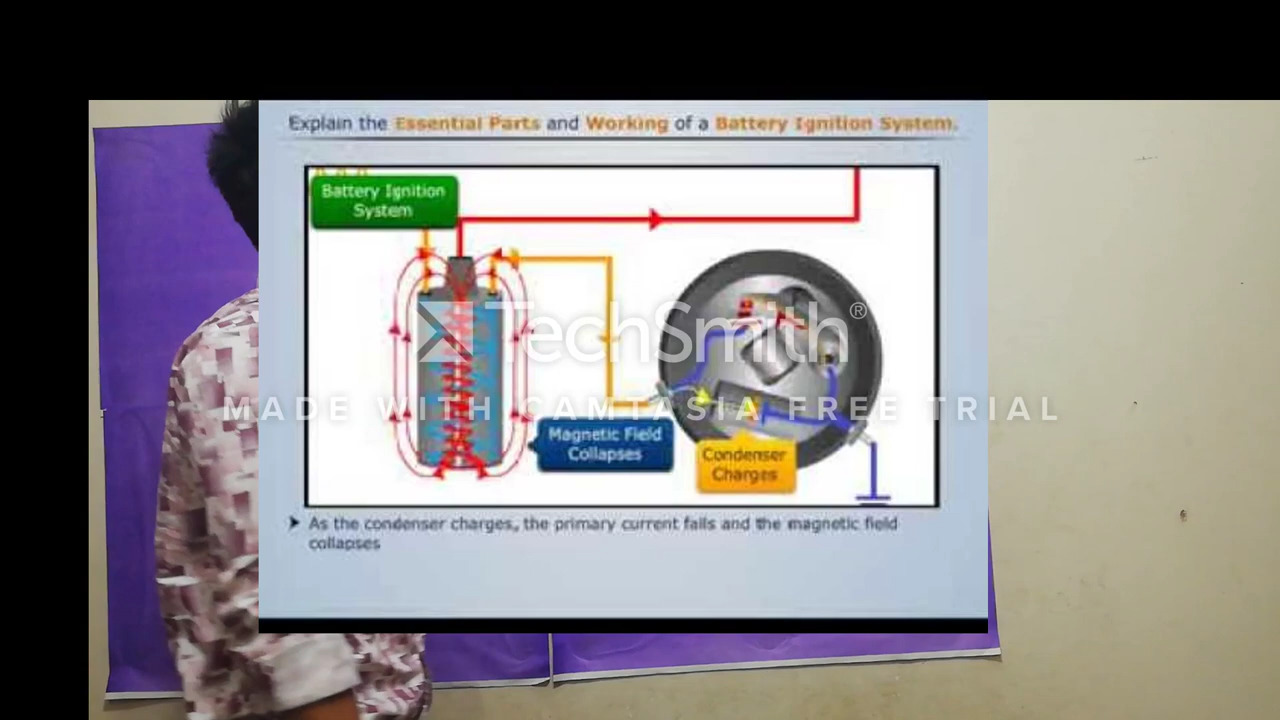 Explain the Essential Parts and Working of a Battery Ignition System.
Battery Ignition
System
TechSmith®
MADE WITH CAMTASIA FREE TRIAL
Magnetic Field
Collapses
Condenser
Charges
➤ As the condenser charges, the primary current falls and the magnetic field
collapses